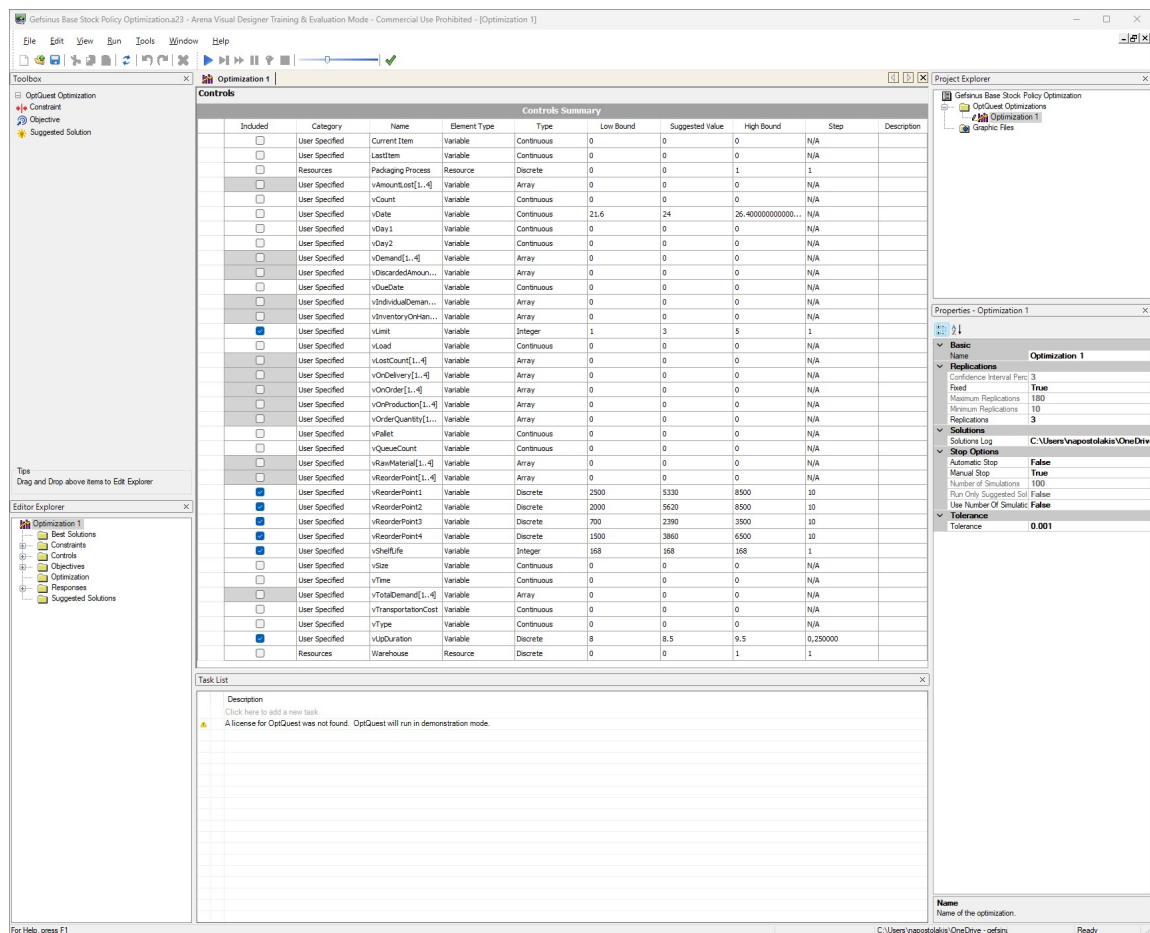 Gefsinus Base Stock Policy Optimization.a23 - Arena Visual Designer Training & Evaluation Mode - Commercial Use Prohibited - [Optimization 1]
File Edit View Run Tools Window Help
Toolbox
OptQuest Optimization
Constraint
Objective
Suggested Solution
Tips
Drag and Drop above items to Edit Explorer
Editor Explorer
Optimization 1
Best Solutions
Constraints
Controls
Objectives
Optimization
Responses
Suggested Solutions
Optimization 1
Controls
Controls Summary
Included Category Name Element Type Type Low Bound Suggested Value High Bound Step Description
User Specified Current Item Variable Continuous 0 0 0 N/A
User Specified LastItem Variable Continuous 0 0 0 N/A
Resources Packaging Process Resource Discrete 0 0 1 1
User Specified vAmountLost[1..4] Variable Array 0 0 0 N/A
User Specified vCount Variable Continuous 0 0 0 N/A
User Specified vDate Variable Continuous 21.6 24 26.400000000000... N/A
User Specified vDay1 Variable Continuous 0 0 0 N/A
User Specified vDay2 Variable Continuous 0 0 0 N/A
User Specified vDemand[1..4] Variable Array 0 0 0 N/A
User Specified vDiscardedAmoun... Variable Array 0 0 0 N/A
User Specified vDueDate Variable Continuous 0 0 0 N/A
User Specified vIndividualDeman... Variable Array 0 0 0 N/A
User Specified vInventoryOnHan... Variable Array 0 0 0 N/A
User Specified vLimit Variable Integer 1 3 5 1
User Specified vLoad Variable Continuous 0 0 0 N/A
User Specified vLostCount[1..4] Variable Array 0 0 0 N/A
User Specified vOnDelivery[1..4] Variable Array 0 0 0 N/A
User Specified vOnOrder[1..4] Variable Array 0 0 0 N/A
User Specified vOnProduction[1..4] Variable Array 0 0 0 N/A
User Specified vOrderQuantity[1... Variable Array 0 0 0 N/A
User Specified vPallet Variable Continuous 0 0 0 N/A
User Specified vQueueCount Variable Continuous 0 0 0 N/A
User Specified vRawMaterial[1..4] Variable Array 0 0 0 N/A
User Specified vReorderPoint[1..4] Variable Array 0 0 0 N/A
User Specified vReorderPoint1 Variable Discrete 2500 5330 8500 10
User Specified vReorderPoint2 Variable Discrete 2000 5620 8500 10
User Specified vReorderPoint3 Variable Discrete 700 2390 3500 10
User Specified vReorderPoint4 Variable Discrete 1500 3860 6500 10
User Specified vShelfLife Variable Integer 168 168 168 1
User Specified vSize Variable Continuous 0 0 0 N/A
User Specified vTime Variable Continuous 0 0 0 N/A
User Specified vTotalDemand[1..4] Variable Array 0 0 0 N/A
User Specified vTransportationCost Variable Continuous 0 0 0 N/A
User Specified vType Variable Continuous 0 0 0 N/A
User Specified vUpDuration Variable Discrete 8 8.5 9.5 0,250000
Resources Warehouse Resource Discrete 0 0 1 1
Task List
Description
Click here to add a new task
A license for OptQuest was not found. OptQuest will run in demonstration mode.
Project Explorer
Gefsinus Base Stock Policy Optimization
OptQuest Optimizations
Optimization 1
Graphic Files
Properties - Optimization 1
Basic
Name Optimization 1
Replications
Confidence Interval Perc 3
Fixed True
Maximum Replications 180
Minimum Replications 10
Replications 3
Solutions
Solutions Log C:\Users\napostolakis\OneDriv
Stop Options
Automatic Stop False
Manual Stop True
Number of Simulations 100
Run Only Suggested Sol False
Use Number Of Simulatic False
Tolerance
Tolerance 0.001
Name
Name of the optimization.
For Help, press F1
C:\Users\napostolakis\OneDrive - gefsinu Ready